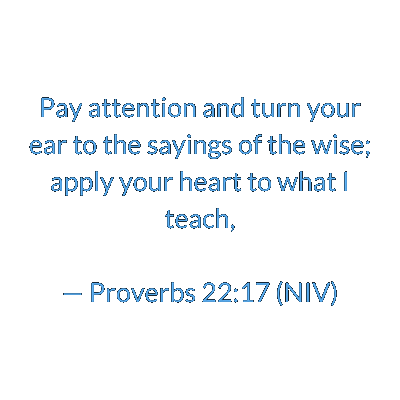 Pay attention and turn your
ear to the sayings of the wise;
apply your heart to what I
teach,
— Proverbs 22:17 (NIV)